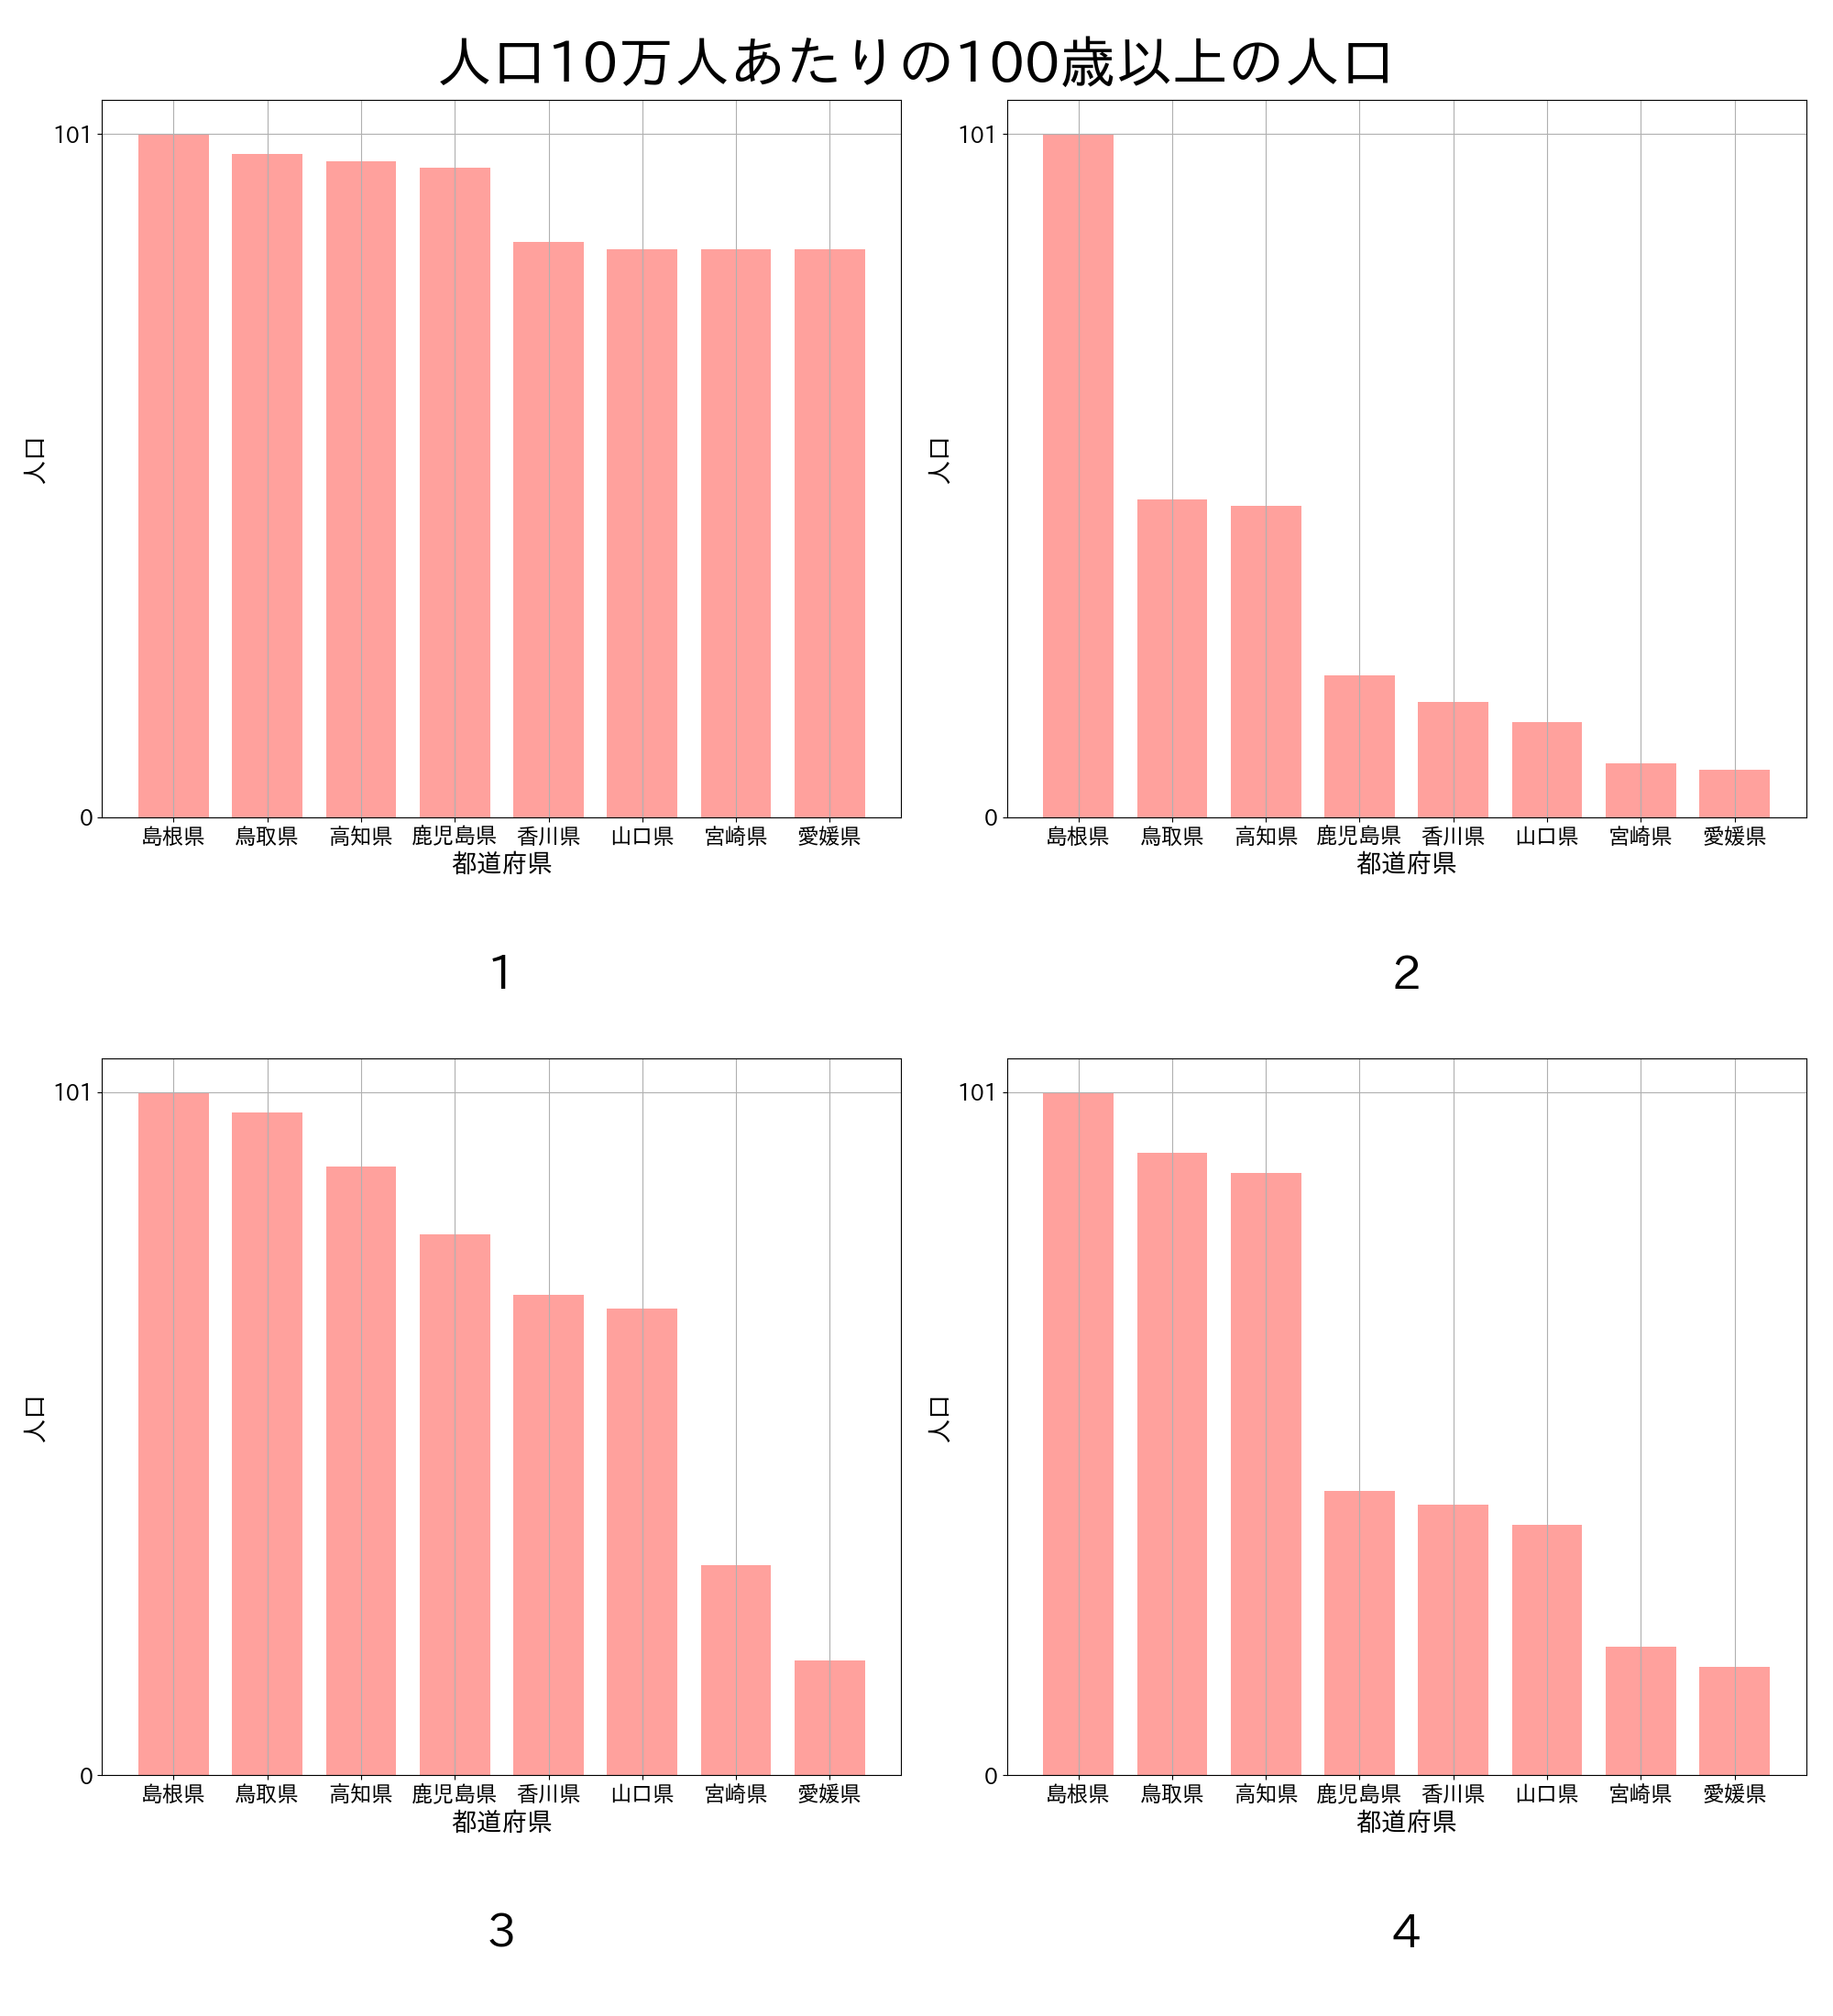 人口10万人あたりの100歳以上の人口
101
0
人口
島根県 鳥取県 高知県 鹿児島県 香川県 山口県 宮崎県 愛媛県
都道府県
1
101
0
人口
島根県 鳥取県 高知県 鹿児島県 香川県 山口県 宮崎県 愛媛県
都道府県
2
101
0
人口
島根県 鳥取県 高知県 鹿児島県 香川県 山口県 宮崎県 愛媛県
都道府県
3
101
0
人口
島根県 鳥取県 高知県 鹿児島県 香川県 山口県 宮崎県 愛媛県
都道府県
4